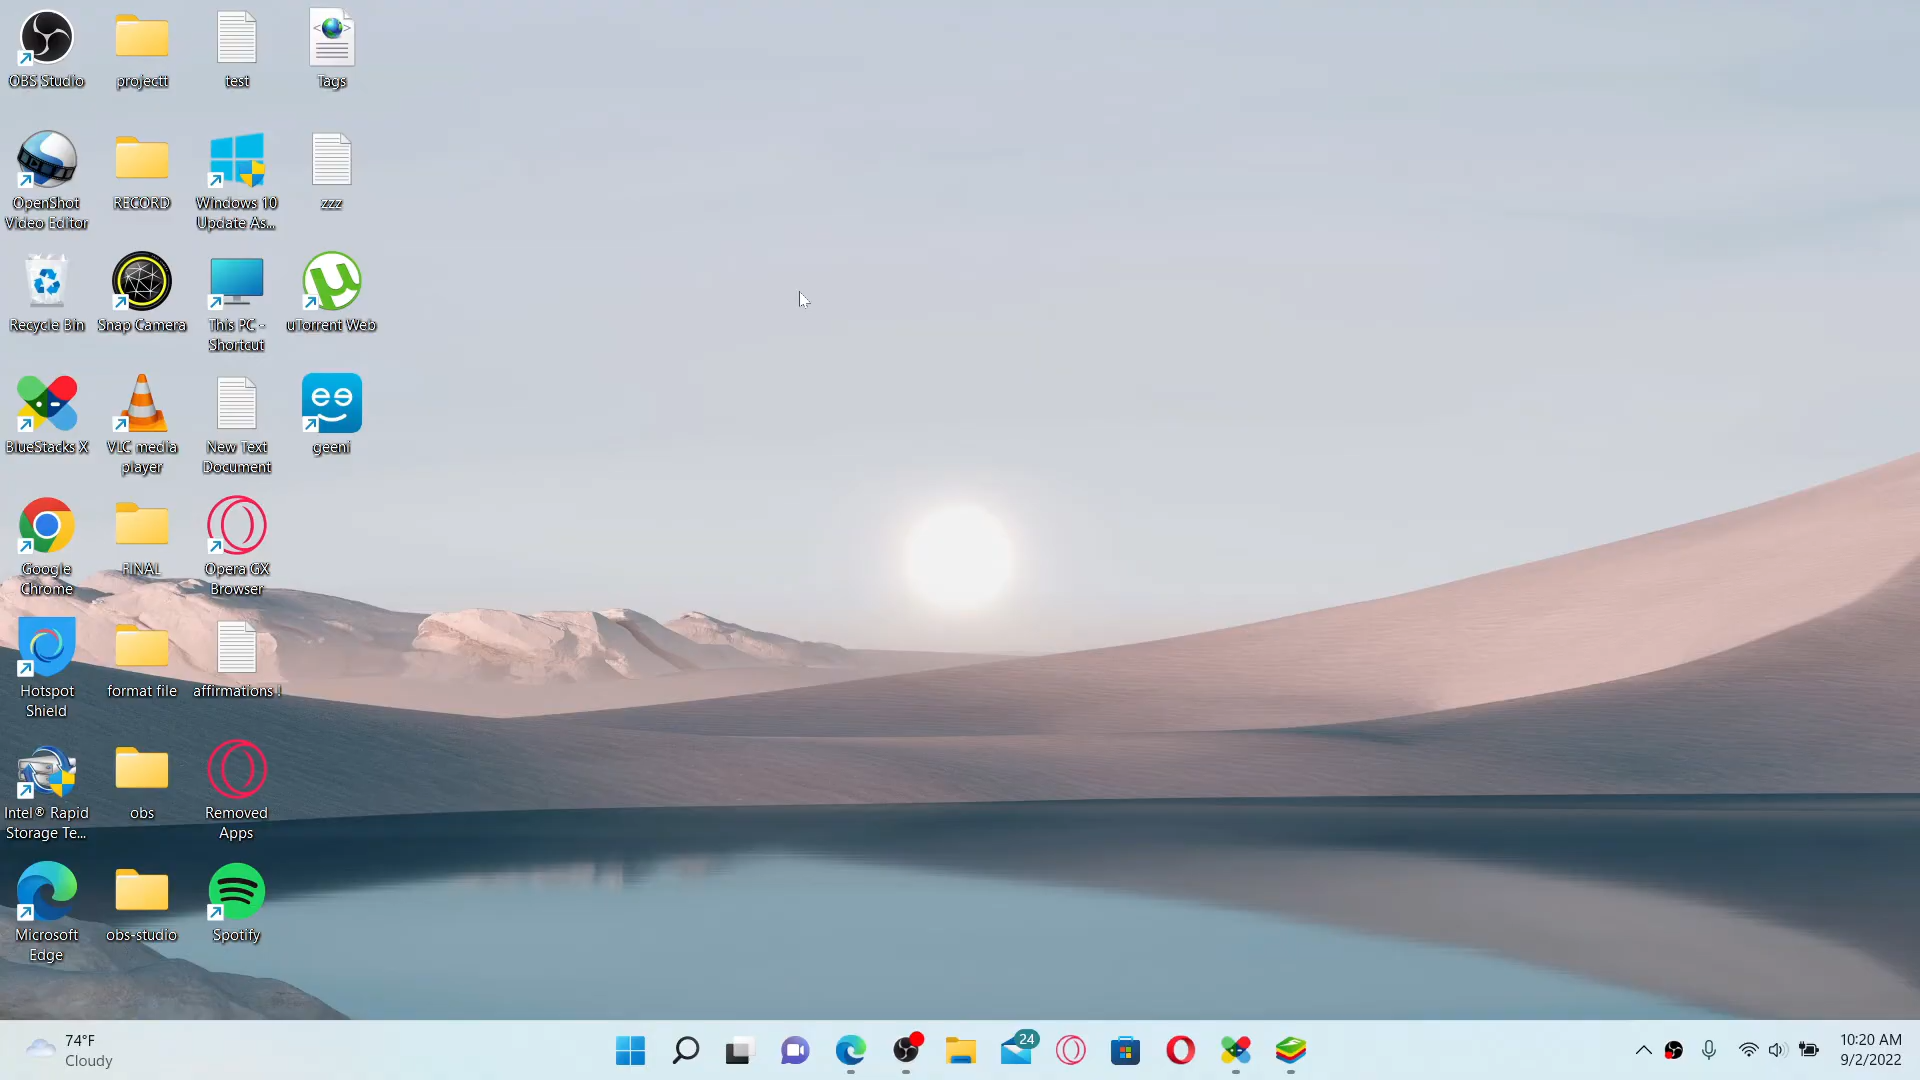 OBS Studio
projectt
test
Tags
OpenShot
Video Editor
RECORD
Windows 10
Update As...
zzz
Recycle Bin
Snap Camera
This PC -
Shortcut
µ
uTorrent Web
BlueStacks X
VLC media
player
New Text
Document
ee
geeni
Google
Chrome
RINAL
Opera GX
Browser
Hotspot
Shield
format file
affirmations !
Intel® Rapid
Storage Te...
obs
Removed
Apps
Microsoft
Edge
obs-studio
Spotify
74°F
Cloudy
24
10:20 AM
9/2/2022